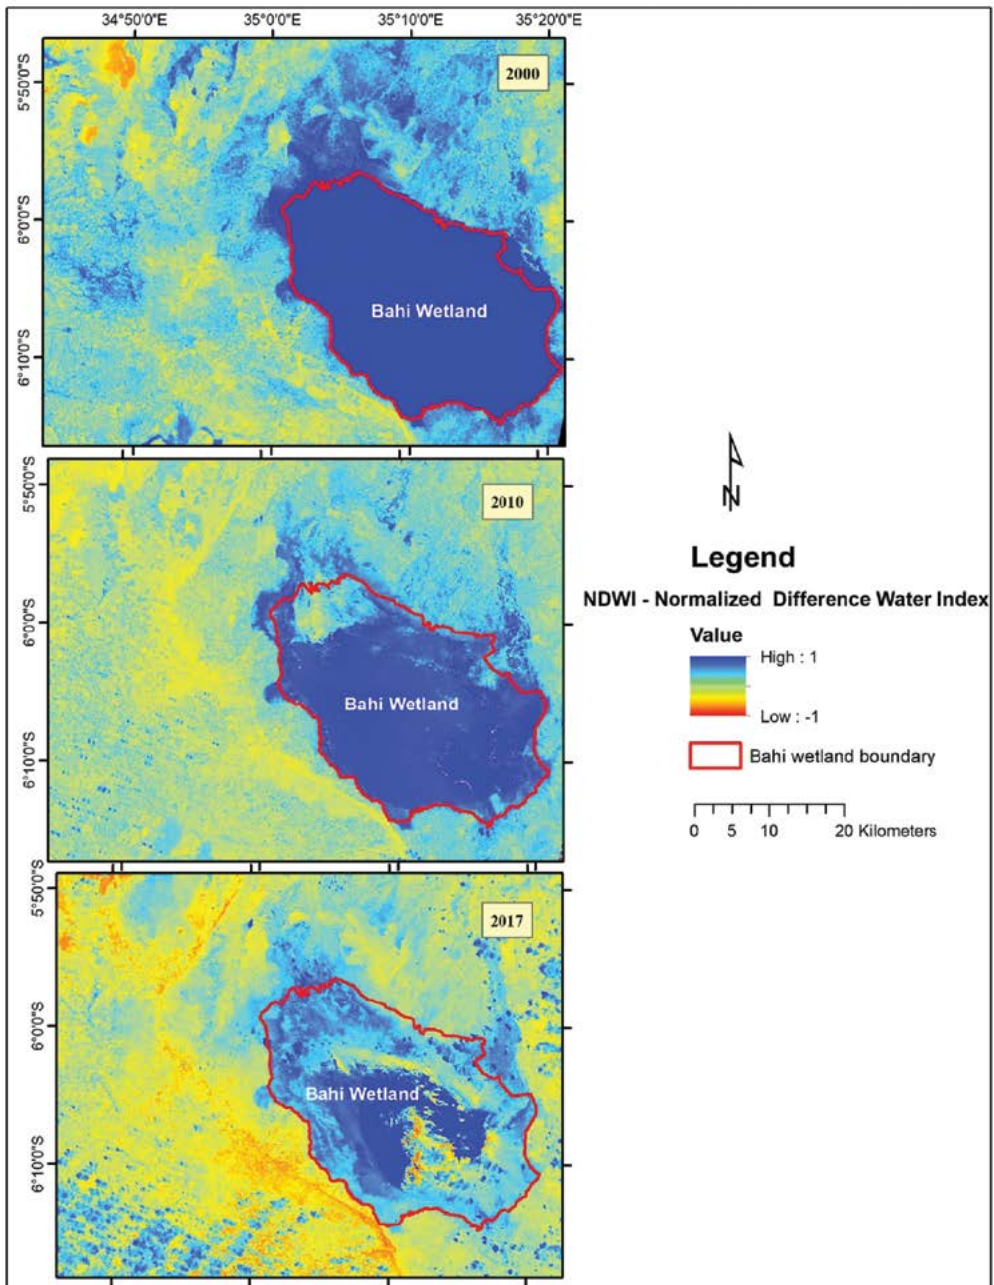 34°50'0"E 35°0'0"E 35°10'0"E 35°20'0"E
5°50'0"S
2000
6°0'0"S
Bahi Wetland
6°10'0"S
5°50'0"S
2010
6°0'0"S
Bahi Wetland
6°10'0"S
5°50'0"S
2017
6°0'0"S
Bahi Wetland
6°10'0"S
N
Legend
NDWI - Normalized Difference Water Index
Value
High : 1
Low : -1
Bahi wetland boundary
0 5 10 20 Kilometers